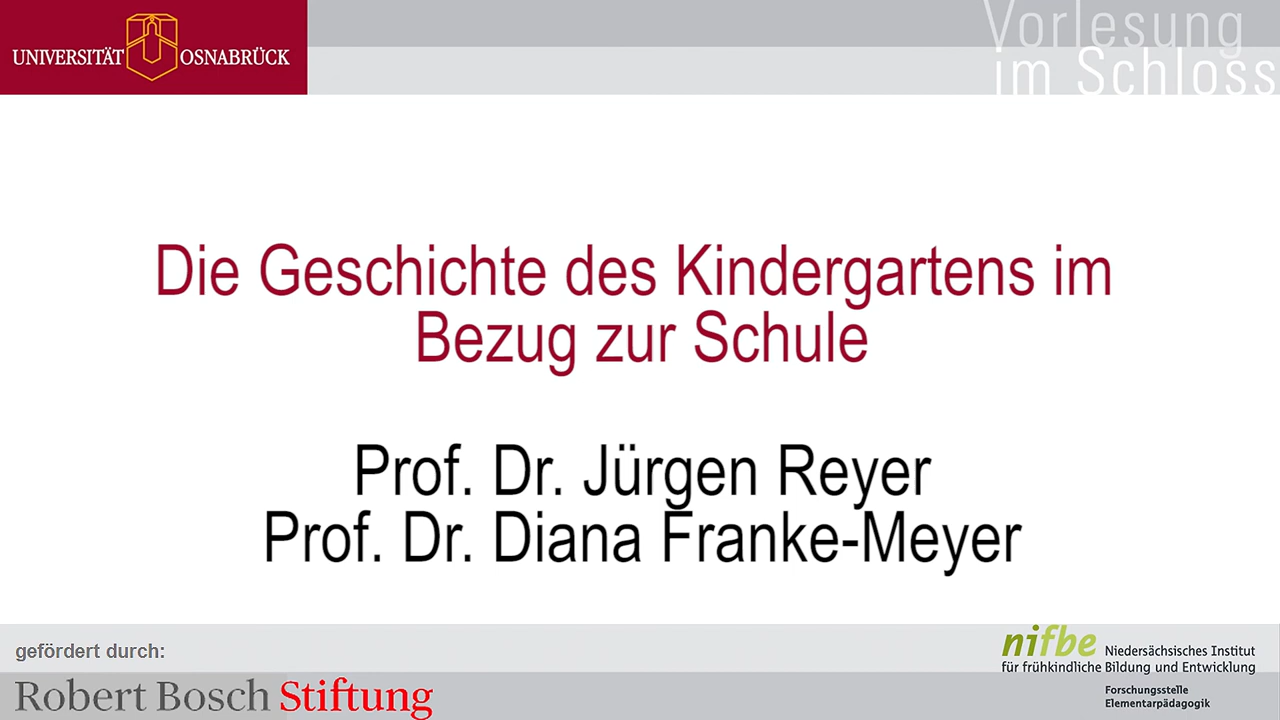 UNIVERSITÄT OSNABRÜCK
Vorlesung
im Schloss
Die Geschichte des Kindergartens im
Bezug zur Schule
Prof. Dr. Jürgen Reyer
Prof. Dr. Diana Franke-Meyer
gefördert durch:
Robert Bosch Stiftung
nifbe Niedersächsisches Institut
für frühkindliche Bildung und Entwicklung
Forschungsstelle
Elementarpädagogik